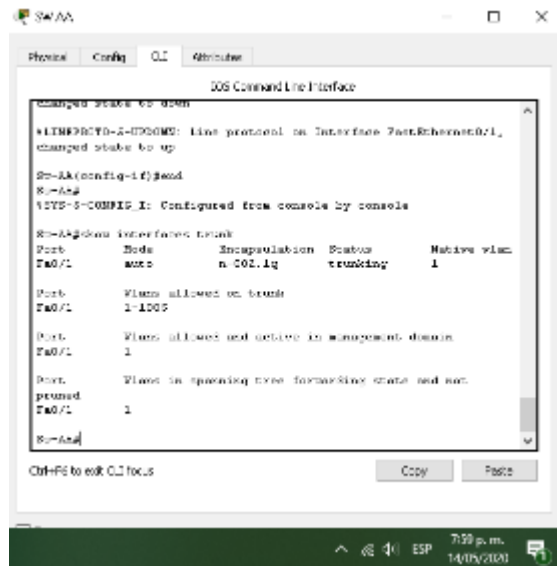 SW AA
Physical Config CLI Attributes
IOS Command Line Interface
changed state to down
%LINEPROTO-5-UPDOWN: Line protocol on Interface FastEthernet0/1,
changed state to up
Sw-AA(config-if)#end
Sw-AA#
%SYS-5-CONFIG_I: Configured from console by console
Sw-AA#show interfaces trunk
Port Mode Encapsulation Status Native vlan
Fa0/1 auto n-802.1q trunking 1
Port Vlans allowed on trunk
Fa0/1 1-1005
Port Vlans allowed and active in management domain
Fa0/1 1
Port Vlans in spanning tree forwarding state and not
pruned
Fa0/1 1
Sw-AA#
Ctrl+F6 to exit CLI focus
Copy Paste
ESP 7:59 p. m.
14/05/2020